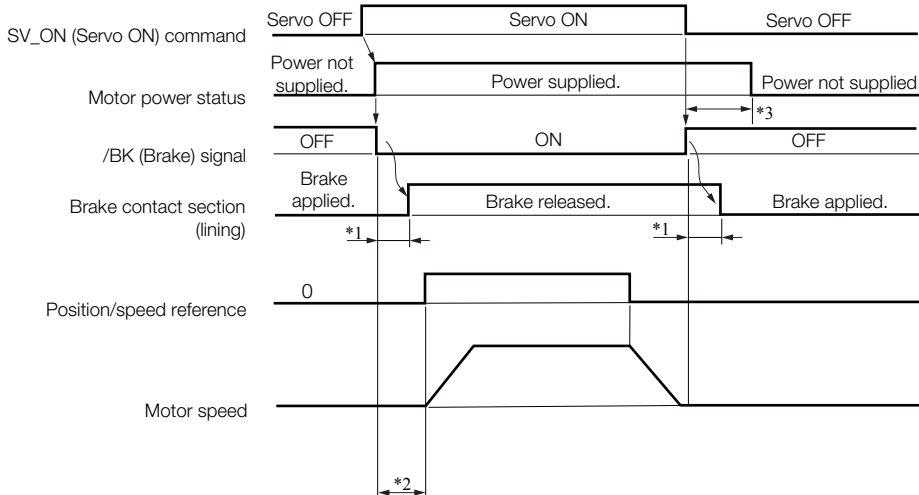 Servo OFF
Servo ON
Servo OFF
SV_ON (Servo ON) command
Power not
supplied.
Power supplied.
Power not supplied.
Motor power status
*3
OFF
ON
OFF
/BK (Brake) signal
Brake
applied.
Brake released.
Brake applied.
Brake contact section
(lining)
*1
*1
0
Position/speed reference
Motor speed
*2